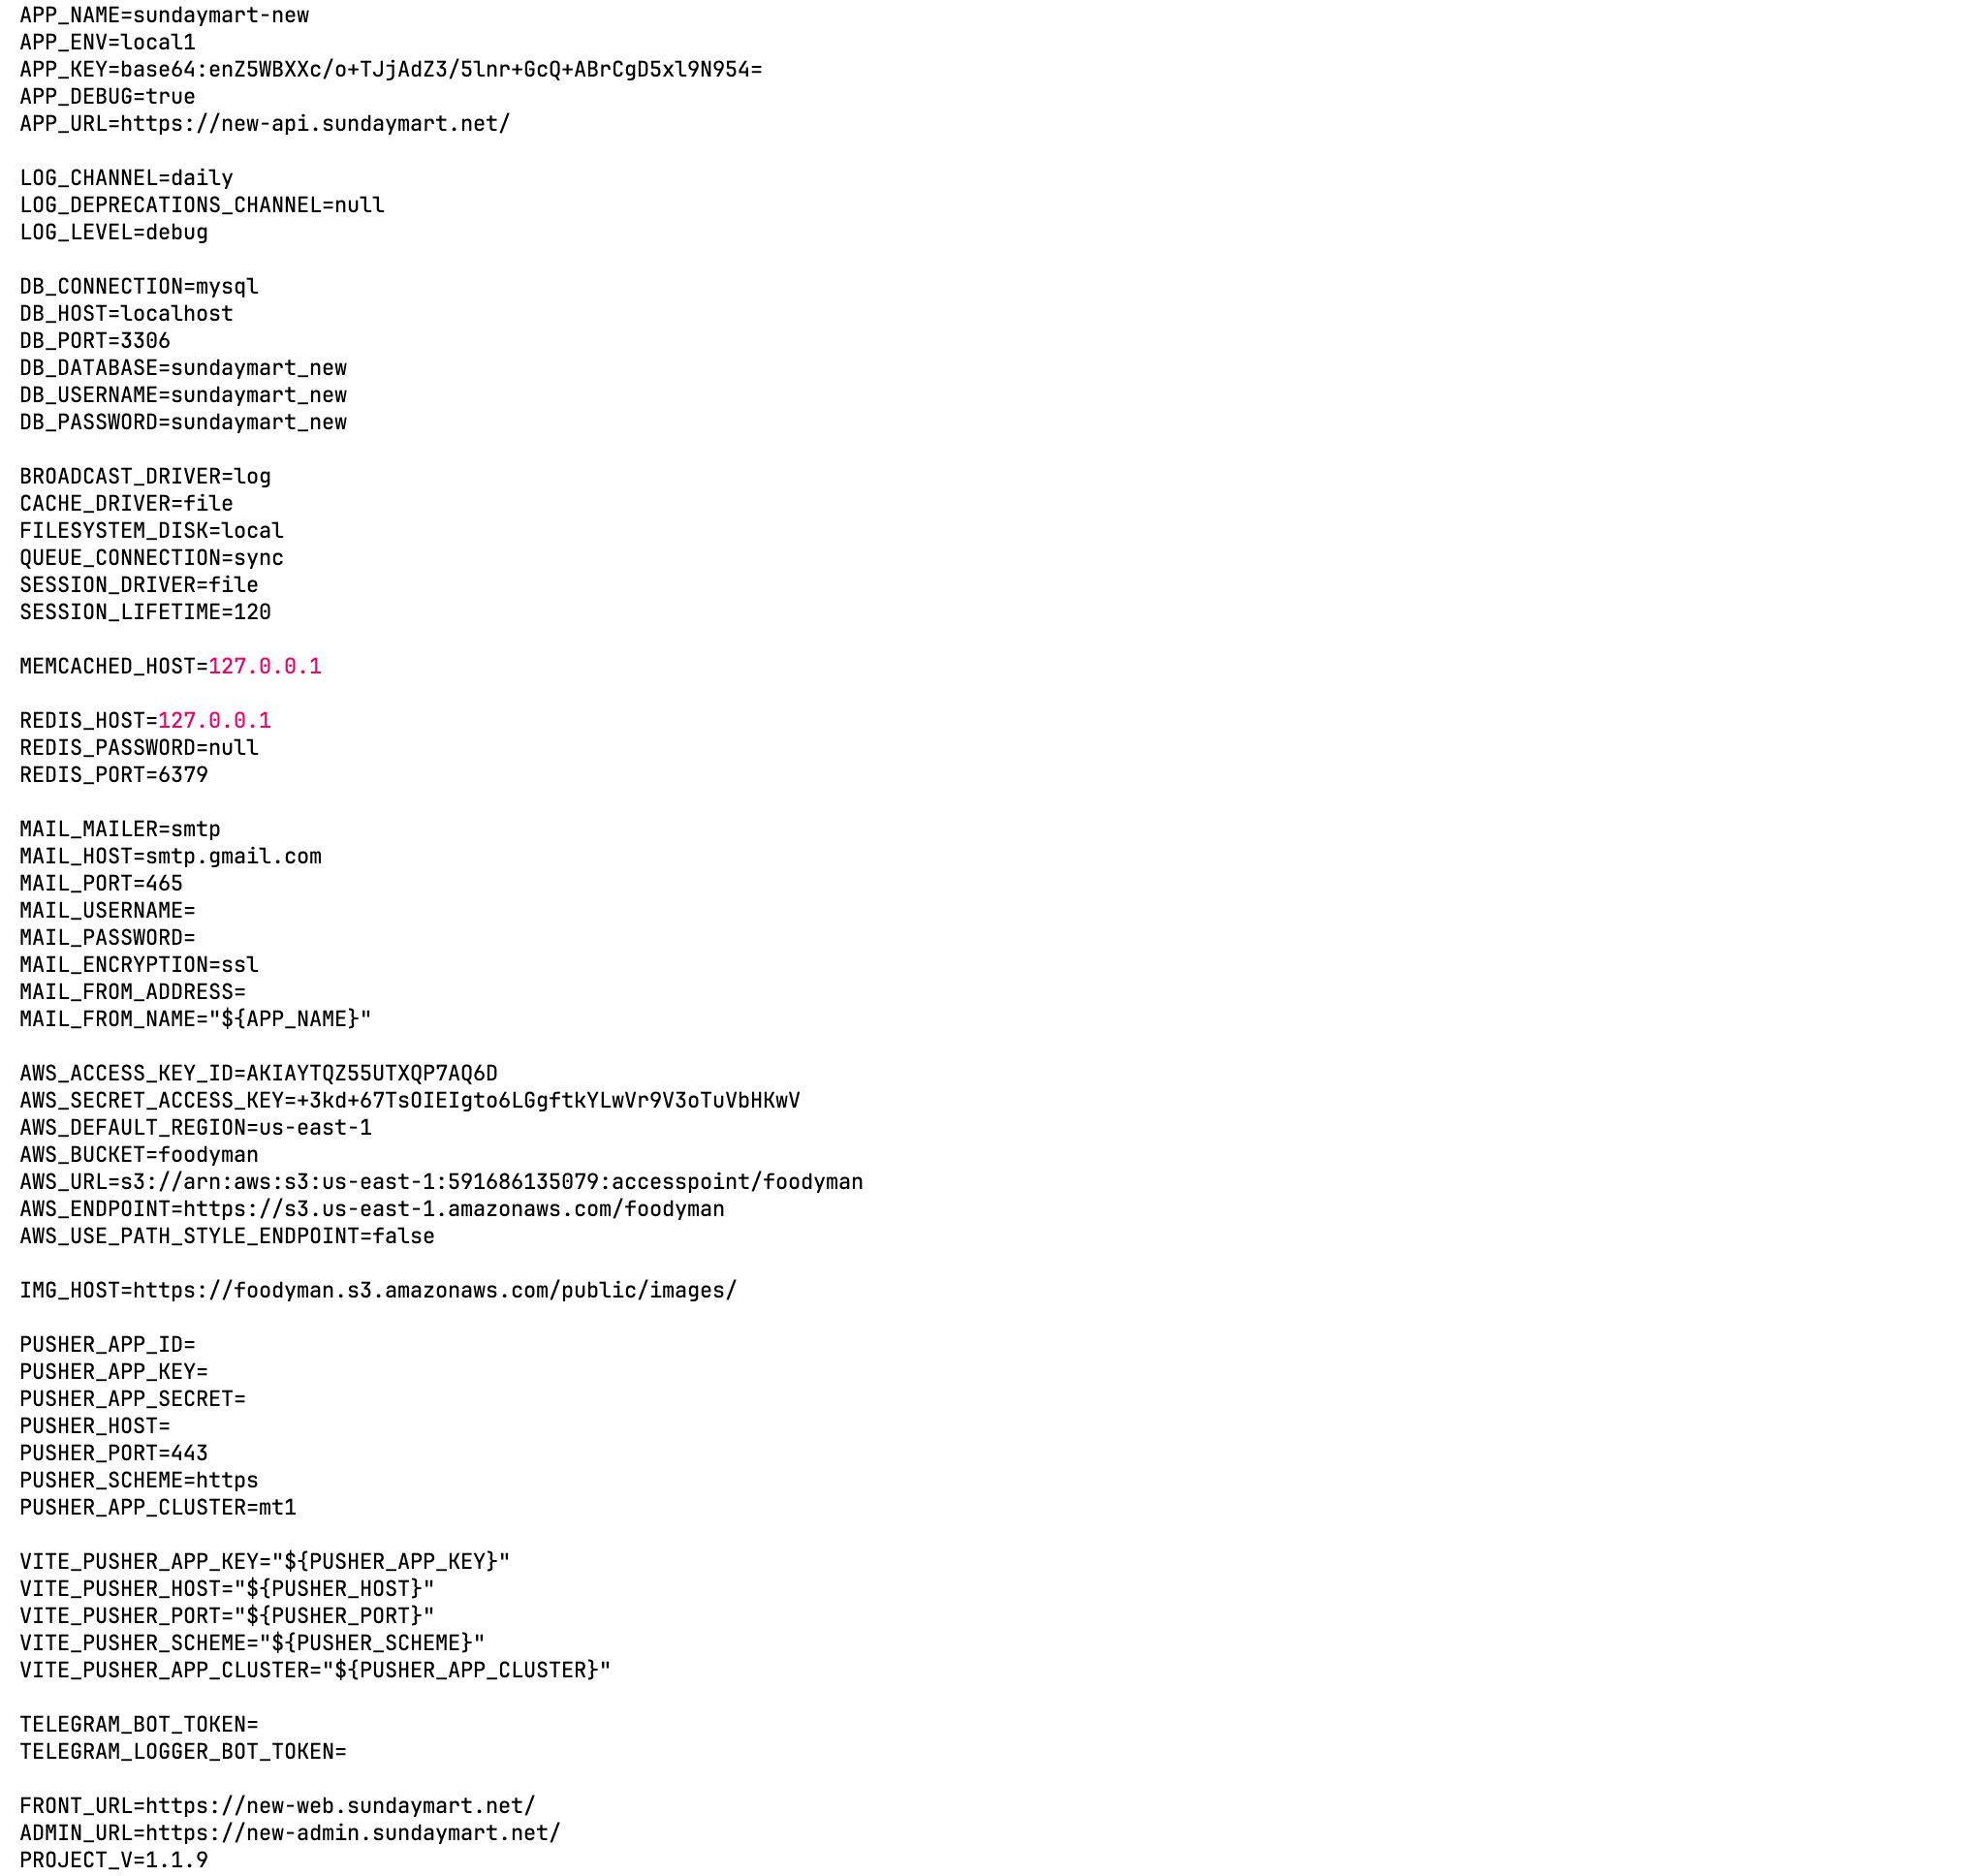 APP_NAME=sundaymart-new
APP_ENV=local1
APP_KEY=base64:enZ5WBXXc/o+TJjAdZ3/5lnr+GcQ+ABrCgD5xl9N954=
APP_DEBUG=true
APP_URL=https://new-api.sundaymart.net/

LOG_CHANNEL=daily
LOG_DEPRECATIONS_CHANNEL=null
LOG_LEVEL=debug

DB_CONNECTION=mysql
DB_HOST=localhost
DB_PORT=3306
DB_DATABASE=sundaymart_new
DB_USERNAME=sundaymart_new
DB_PASSWORD=sundaymart_new

BROADCAST_DRIVER=log
CACHE_DRIVER=file
FILESYSTEM_DISK=local
QUEUE_CONNECTION=sync
SESSION_DRIVER=file
SESSION_LIFETIME=120

MEMCACHED_HOST=127.0.0.1

REDIS_HOST=127.0.0.1
REDIS_PASSWORD=null
REDIS_PORT=6379

MAIL_MAILER=smtp
MAIL_HOST=smtp.gmail.com
MAIL_PORT=465
MAIL_USERNAME=
MAIL_PASSWORD=
MAIL_ENCRYPTION=ssl
MAIL_FROM_ADDRESS=
MAIL_FROM_NAME="${APP_NAME}"

AWS_ACCESS_KEY_ID=AKIAYTQZ55UTXQP7AQ6D
AWS_SECRET_ACCESS_KEY=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
AWS_DEFAULT_REGION=us-east-1
AWS_BUCKET=foodyman
AWS_URL=s3://arn:aws:s3:us-east-1:591686135079:accesspoint/foodyman
AWS_ENDPOINT=https://s3.us-east-1.amazonaws.com/foodyman
AWS_USE_PATH_STYLE_ENDPOINT=false

IMG_HOST=https://foodyman.s3.amazonaws.com/public/images/

PUSHER_APP_ID=
PUSHER_APP_KEY=
PUSHER_APP_SECRET=
PUSHER_HOST=
PUSHER_PORT=443
PUSHER_SCHEME=https
PUSHER_APP_CLUSTER=mt1

VITE_PUSHER_APP_KEY="${PUSHER_APP_KEY}"
VITE_PUSHER_HOST="${PUSHER_HOST}"
VITE_PUSHER_PORT="${PUSHER_PORT}"
VITE_PUSHER_SCHEME="${PUSHER_SCHEME}"
VITE_PUSHER_APP_CLUSTER="${PUSHER_APP_CLUSTER}"

TELEGRAM_BOT_TOKEN=
TELEGRAM_LOGGER_BOT_TOKEN=

FRONT_URL=https://new-web.sundaymart.net/
ADMIN_URL=https://new-admin.sundaymart.net/
PROJECT_V=1.1.9